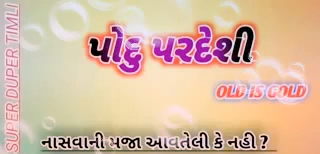 SUPER DUPER TIMLI
પોદુ પરદેશી
OLD IS GOLD
નાસવાની મજા આવતેલી કે નહી ?